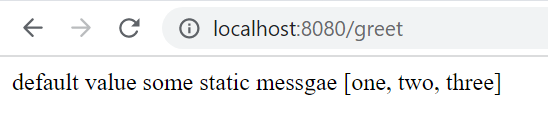 localhost:8080/greet
default value some static messgae [one, two, three]